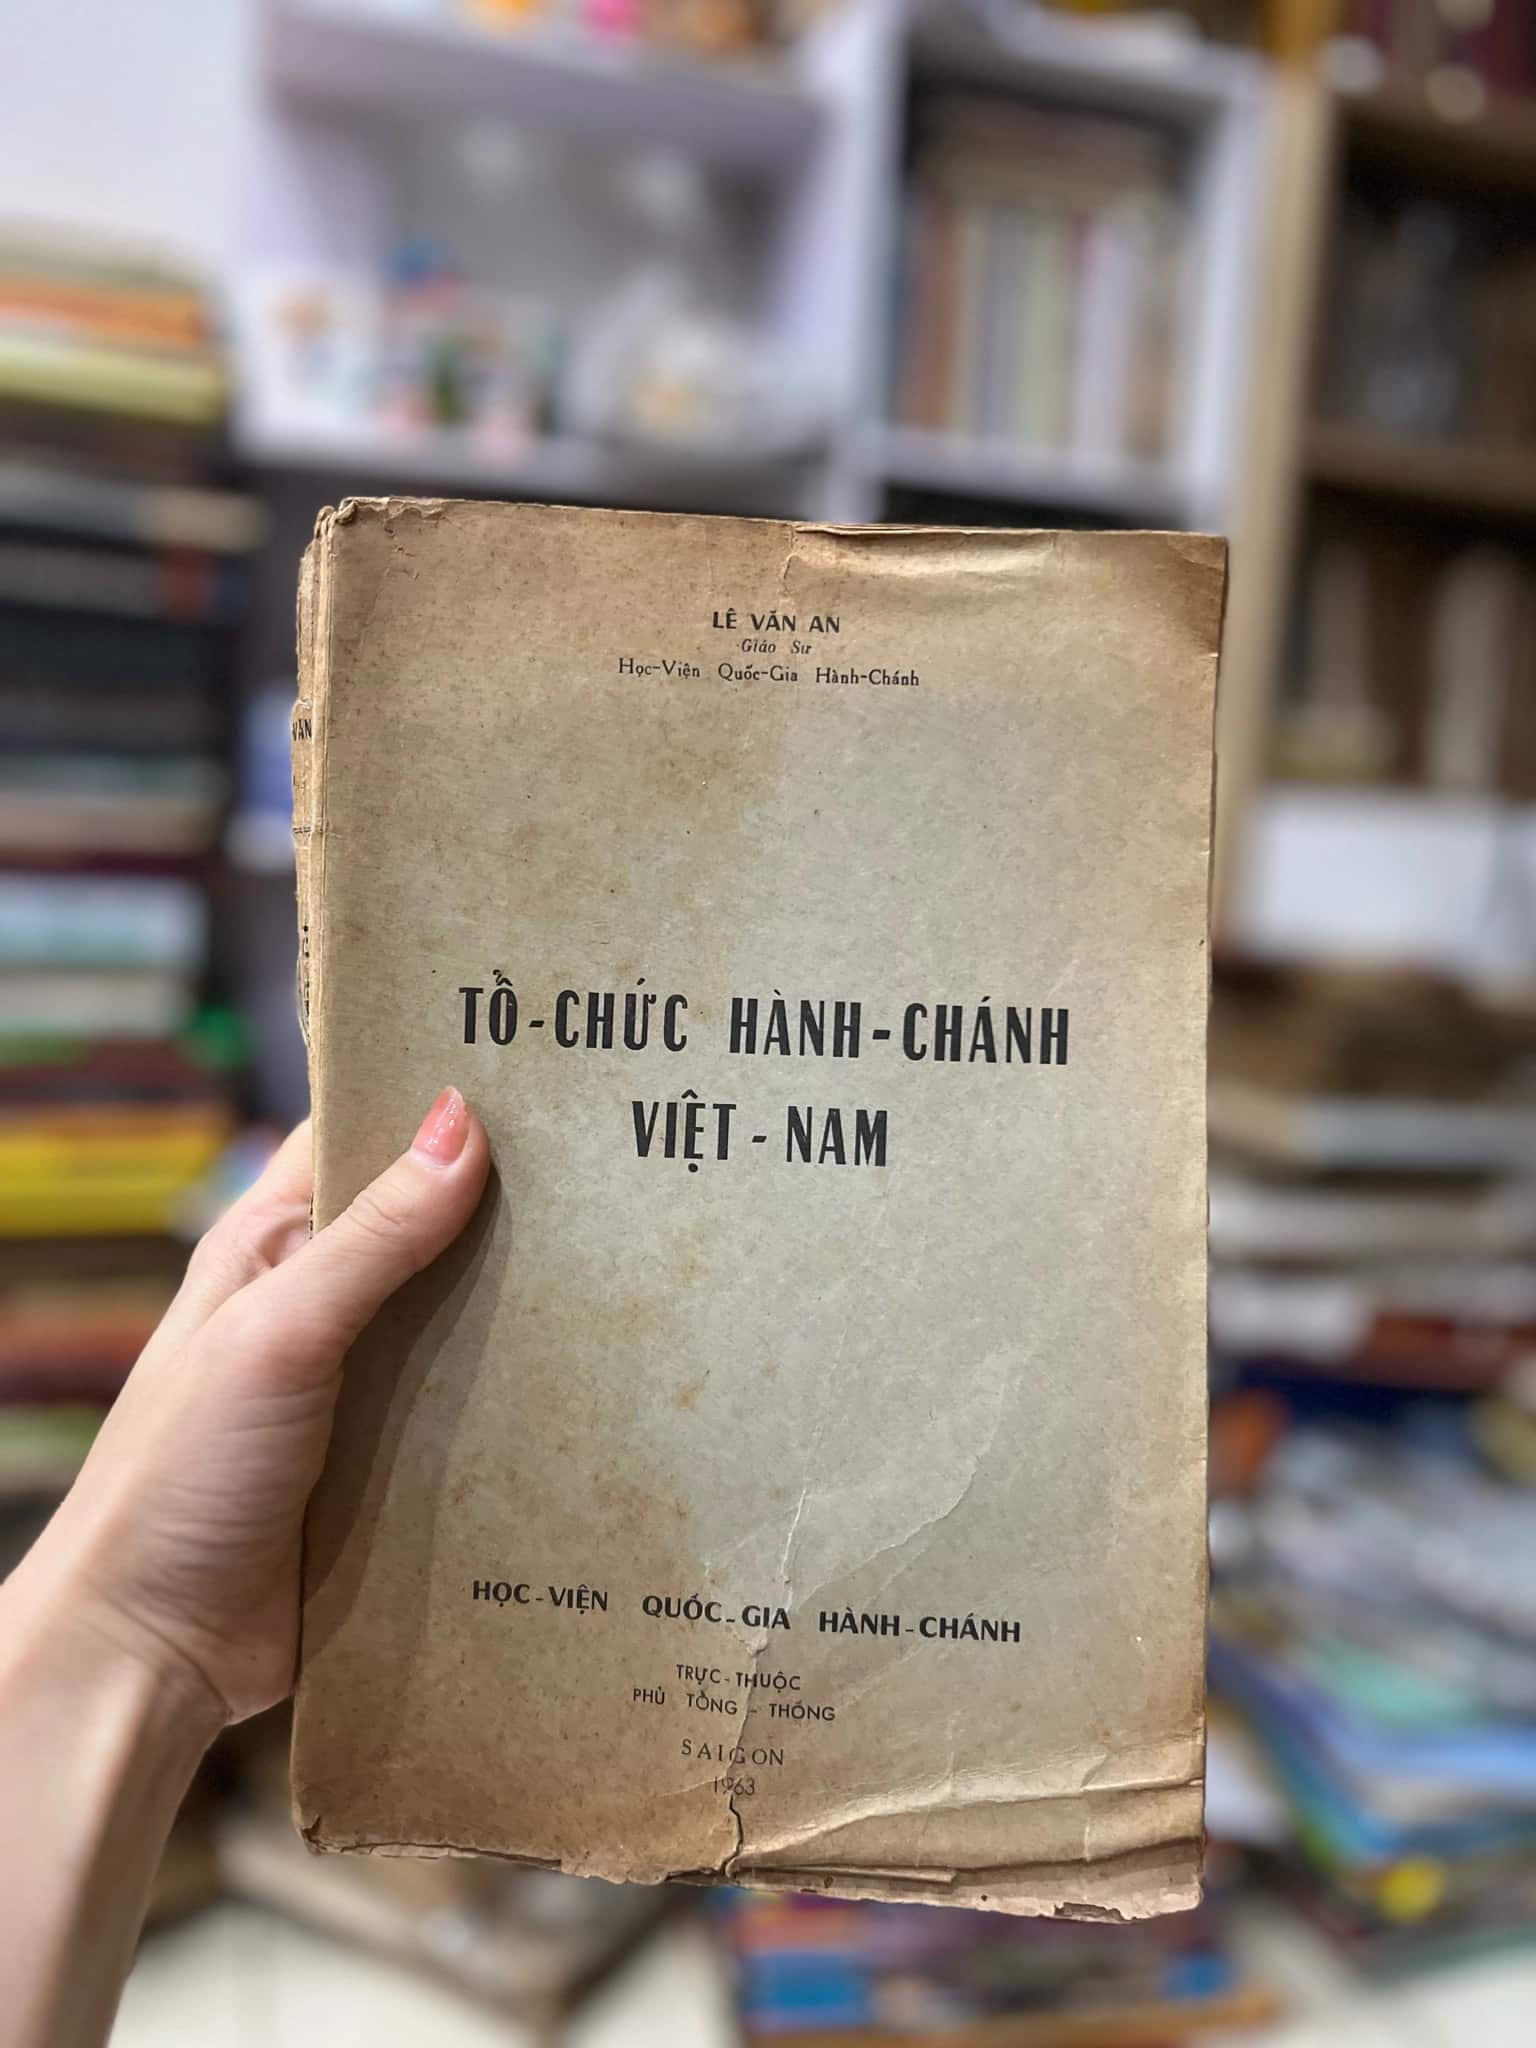 LÊ VĂN AN
Giáo Sư
Học-Viện Quốc-Gia Hành-Chánh
VĂN
TỔ-CHỨC HÀNH-CHÁNH
VIỆT-NAM
HỌC-VIỆN QUỐC-GIA HÀNH-CHÁNH
TRỰC-THUỘC
PHỦ TỔNG-THỐNG
SAIGON
1963